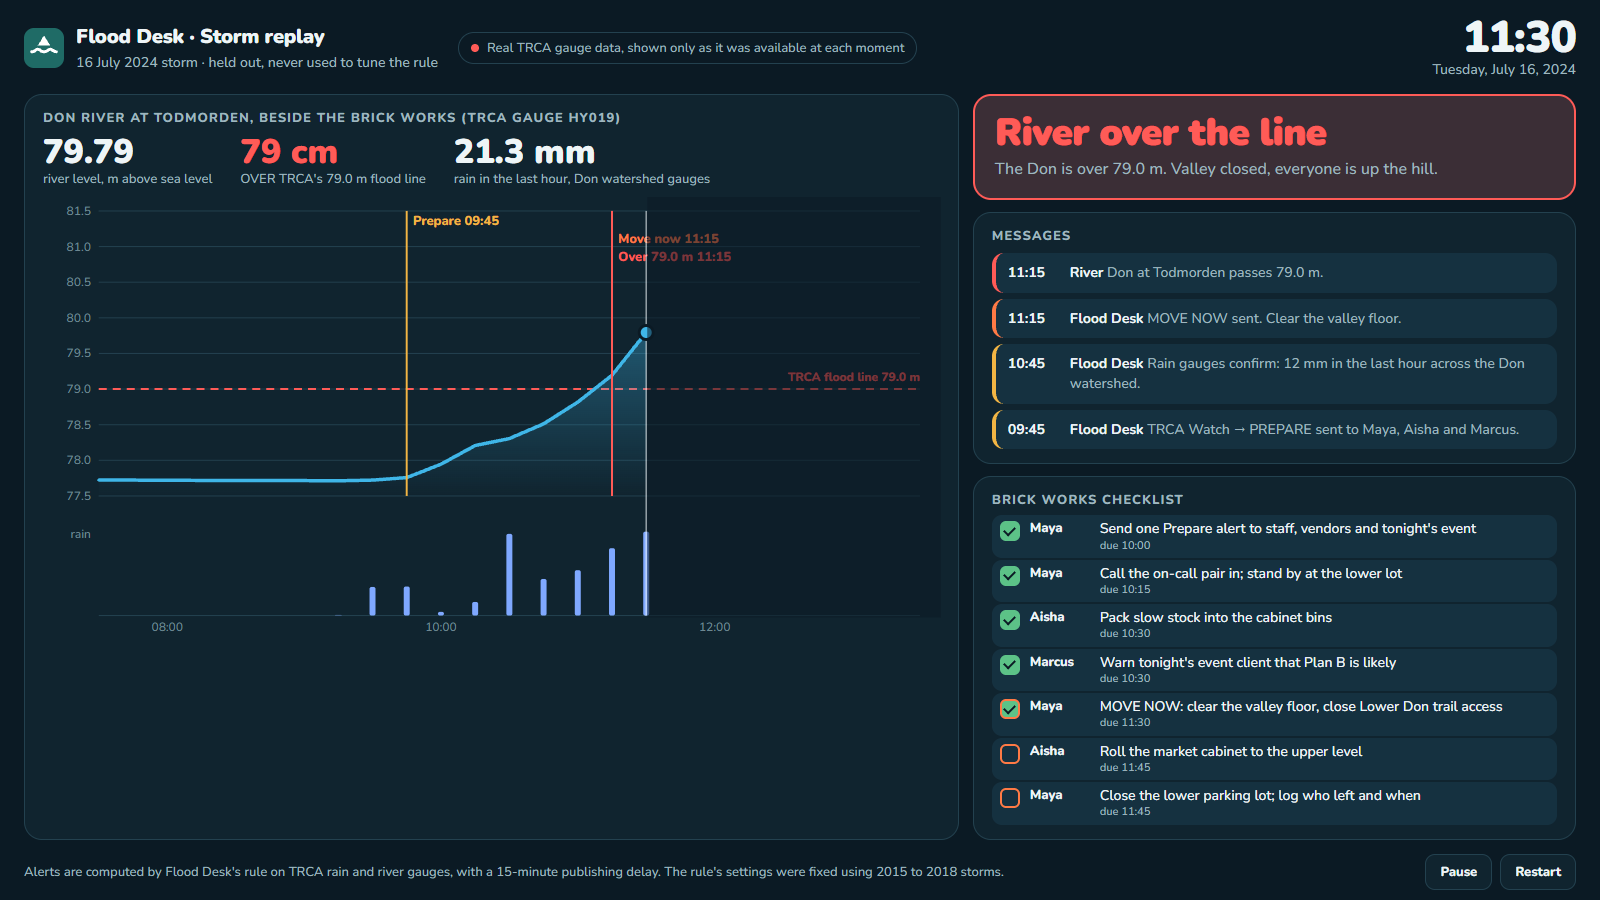 Flood Desk · Storm replay
16 July 2024 storm · held out, never used to tune the rule
Real TRCA gauge data, shown only as it was available at each moment
11:30
Tuesday, July 16, 2024
DON RIVER AT TODMORDEN, BESIDE THE BRICK WORKS (TRCA GAUGE HY019)
79.79
river level, m above sea level
79 cm
OVER TRCA's 79.0 m flood line
21.3 mm
rain in the last hour, Don watershed gauges
81.5
81.0
80.5
80.0
79.5
79.0
78.5
78.0
77.5
rain
Prepare 09:45
Move now 11:15
Over 79.0 m 11:15
TRCA flood line 79.0 m
08:00
10:00
12:00
River over the line
The Don is over 79.0 m. Valley closed, everyone is up the hill.
MESSAGES
11:15 River Don at Todmorden passes 79.0 m.
11:15 Flood Desk MOVE NOW sent. Clear the valley floor.
10:45 Flood Desk Rain gauges confirm: 12 mm in the last hour across the Don
watershed.
09:45 Flood Desk TRCA Watch → PREPARE sent to Maya, Aisha and Marcus.
BRICK WORKS CHECKLIST
Maya Send one Prepare alert to staff, vendors and tonight's event
due 10:00
Maya Call the on-call pair in; stand by at the lower lot
due 10:15
Aisha Pack slow stock into the cabinet bins
due 10:30
Marcus Warn tonight's event client that Plan B is likely
due 10:30
Maya MOVE NOW: clear the valley floor, close Lower Don trail access
due 11:30
Aisha Roll the market cabinet to the upper level
due 11:45
Maya Close the lower parking lot; log who left and when
due 11:45
Alerts are computed by Flood Desk's rule on TRCA rain and river gauges, with a 15-minute publishing delay. The rule's settings were fixed using 2015 to 2018 storms.
Pause
Restart